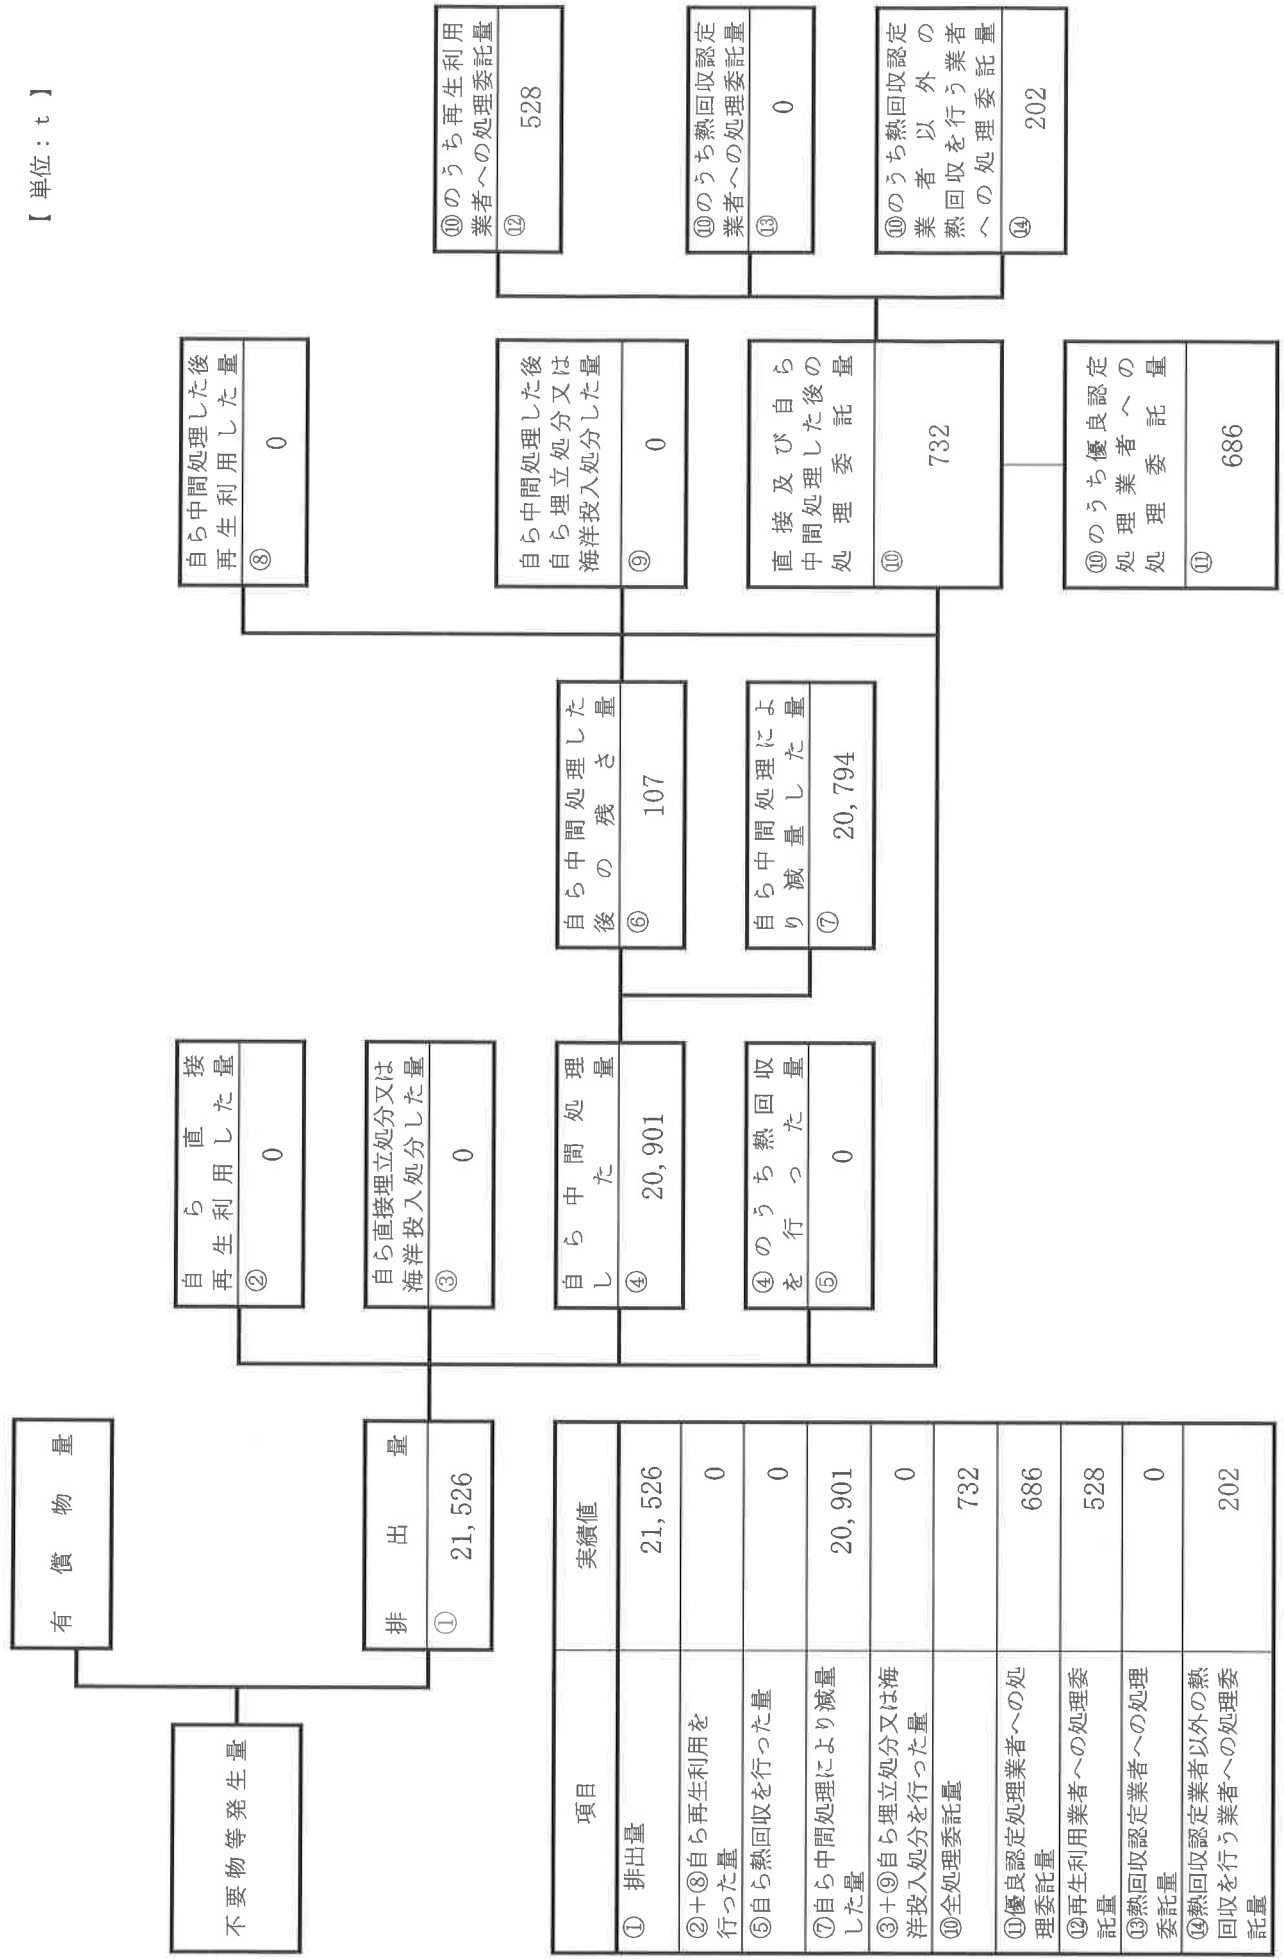 【 単位：t 】
有償物量
不要物等発生量
排出量
①
21,526
自ら直接
再生利用した量
②
0
自ら直接埋立処分又は
海洋投入処分した量
③
0
自ら中間処理
した量
④
20,901
④のうち熱回収
を行った量
⑤
0
自ら中間処理した
後の残さ量
⑥
107
自ら中間処理によ
り減量した量
⑦
20,794
自ら中間処理した後
再生利用した量
⑧
0
自ら中間処理した後
自ら埋立処分又は
海洋投入処分した量
⑨
0
直接及び自ら
中間処理した後の
処理委託量
⑩
732
⑩のうち優良認定
処理業者への
処理委託量
⑪
686
⑩のうち再生利用
業者への処理委託量
⑫
528
⑩のうち熱回収認定
業者への処理委託量
⑬
0
⑩のうち熱回収認定
業者以外の
熱回収を行う業者
への処理委託量
⑭
202
項目
実績値
① 排出量
21,526
②＋⑧自ら再生利用を
行った量
0
⑤自ら熱回収を行った量
0
⑦自ら中間処理により減量
した量
20,901
③＋⑨自ら埋立処分又は海
洋投入処分を行った量
0
⑩全処理委託量
732
⑪優良認定処理業者への処
理委託量
686
⑫再生利用業者への処理委
託量
528
⑬熱回収認定業者への処理
委託量
0
⑭熱回収認定業者以外の熱
回収を行う業者への処理委
託量
202